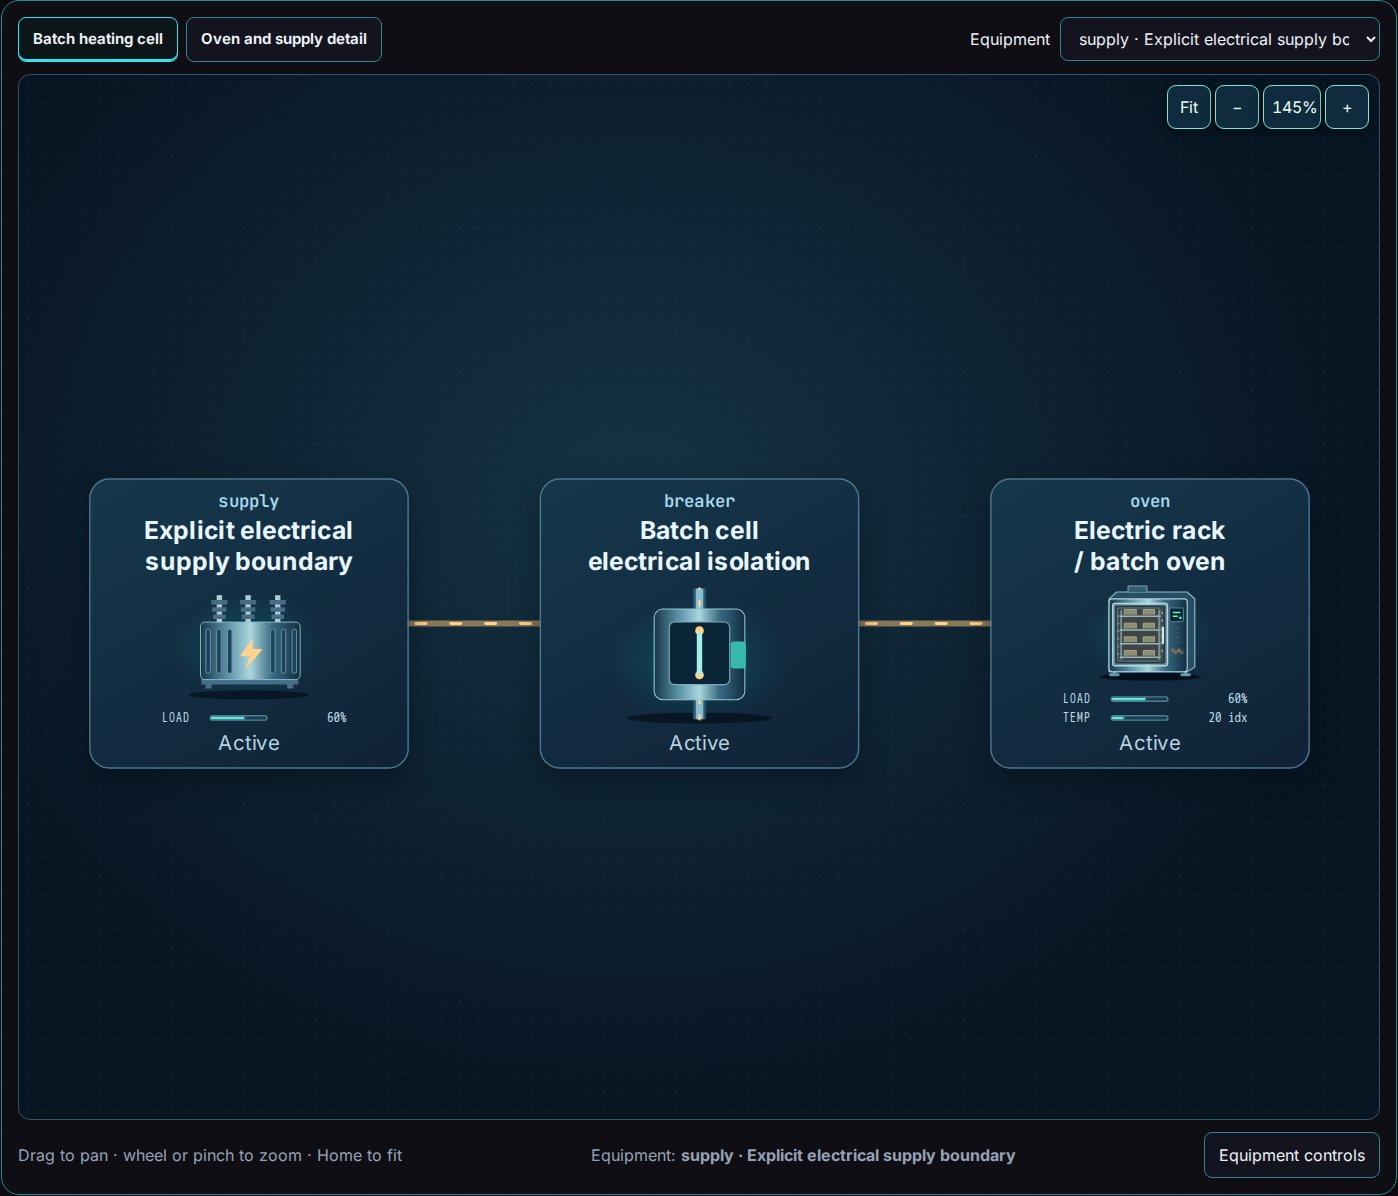 Batch heating cell
Oven and supply detail
Equipment
supply · Explicit electrical supply bo
Fit
−
145%
+
supply
Explicit electrical
supply boundary
LOAD 60%
Active
breaker
Batch cell
electrical isolation
Active
oven
Electric rack
/ batch oven
LOAD 60%
TEMP 20 idx
Active
Drag to pan · wheel or pinch to zoom · Home to fit
Equipment: supply · Explicit electrical supply boundary
Equipment controls